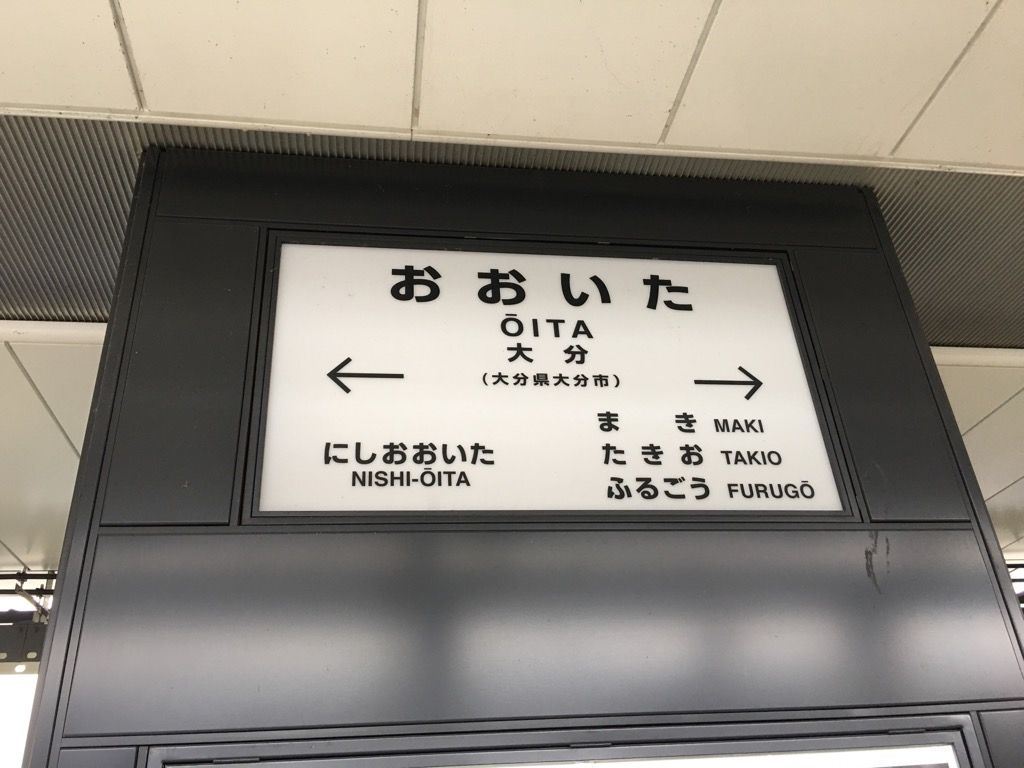 おおいた
ŌITA
大分
（大分県大分市）
← →
にしおおいた
NISHI-ŌITA
まき MAKI
たきお TAKIO
ふるごう FURUGŌ